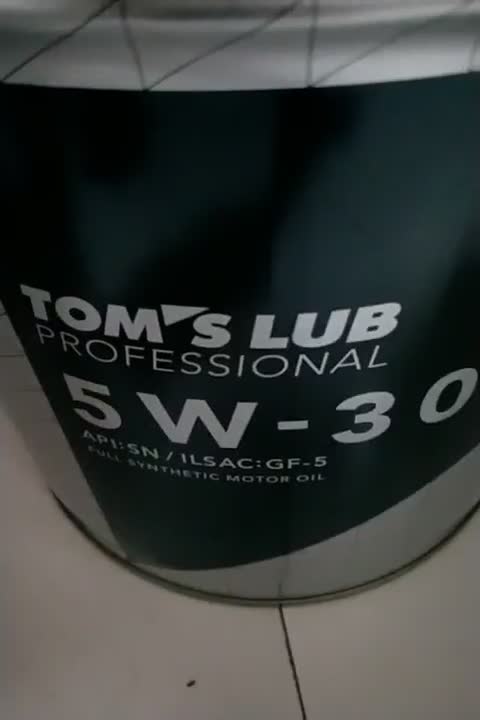 TOM'S LUB
PROFESSIONAL
5W-30
API:SN/ILSAC:GF-5
FULL SYNTHETIC MOTOR OIL